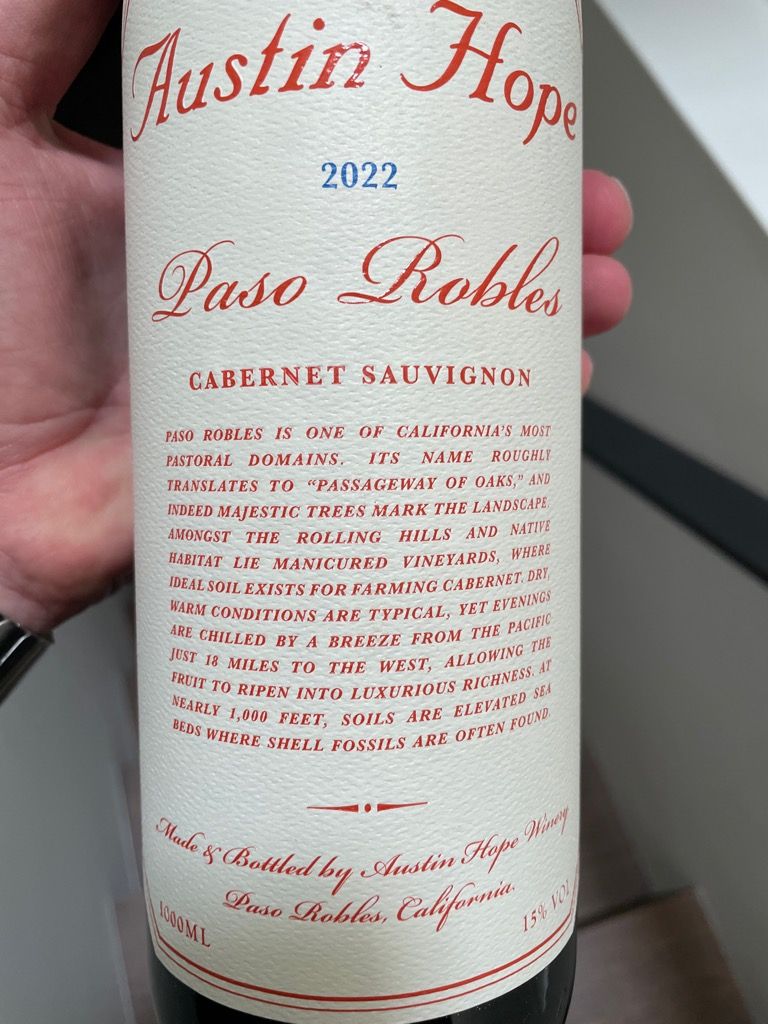 Austin Hope
2022
Paso Robles
CABERNET SAUVIGNON
PASO ROBLES IS ONE OF CALIFORNIA'S MOST
PASTORAL DOMAINS. ITS NAME ROUGHLY
TRANSLATES TO “PASSAGEWAY OF OAKS,” AND
INDEED MAJESTIC TREES MARK THE LANDSCAPE.
AMONGST THE ROLLING HILLS AND NATIVE
HABITAT LIE MANICURED VINEYARDS, WHERE
IDEAL SOIL EXISTS FOR FARMING CABERNET. DRY,
WARM CONDITIONS ARE TYPICAL, YET EVENINGS
ARE CHILLED BY A BREEZE FROM THE PACIFIC
JUST 18 MILES TO THE WEST, ALLOWING THE
FRUIT TO RIPEN INTO LUXURIOUS RICHNESS. AT
NEARLY 1,000 FEET, SOILS ARE ELEVATED SEA
BEDS WHERE SHELL FOSSILS ARE OFTEN FOUND.
Made & Bottled by Austin Hope Winery
Paso Robles, California.
1000ML
15% VOL